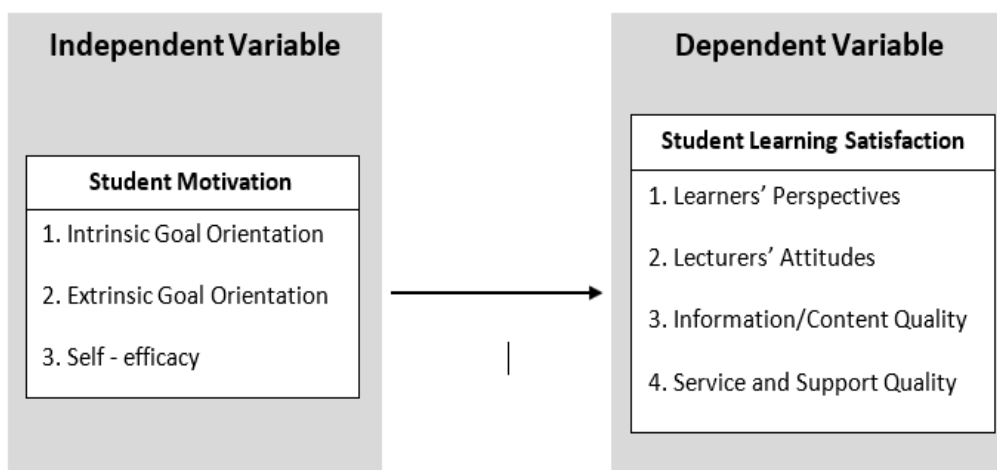 Independent Variable
Student Motivation
1. Intrinsic Goal Orientation
2. Extrinsic Goal Orientation
3. Self - efficacy
Dependent Variable
Student Learning Satisfaction
1. Learners’ Perspectives
2. Lecturers’ Attitudes
3. Information/Content Quality
4. Service and Support Quality